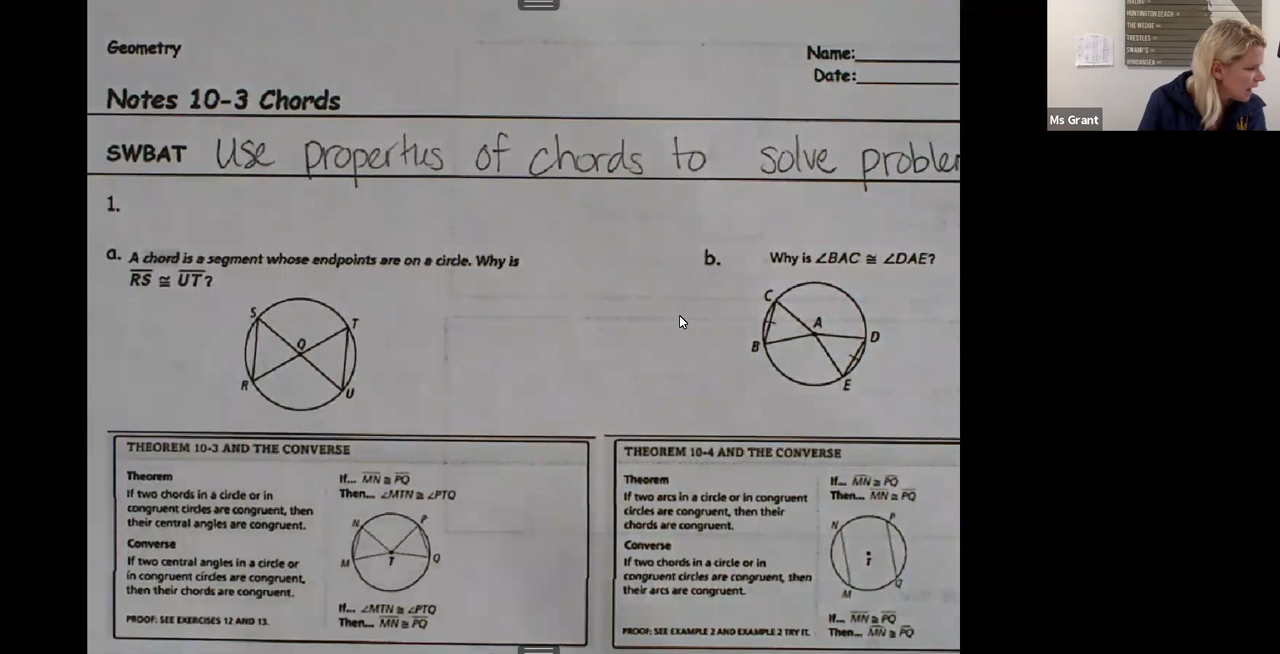 HUNTINGTON BEACH
THE WEDGE
TRESTLES
SWAMI'S
WINDANSEA
Ms Grant
Geometry
Name:
Date:
Notes 10-3 Chords
SWBAT Use propertus of chords to solve problem
1.
a. A chord is a segment whose endpoints are on a circle. Why is
RS ≅ UT?
S
T
Q
R
U
b. Why is ∠BAC ≅ ∠DAE?
C
A
B
D
E
THEOREM 10-3 AND THE CONVERSE
Theorem
If two chords in a circle or in
congruent circles are congruent, then
their central angles are congruent.
Converse
If two central angles in a circle or
in congruent circles are congruent,
then their chords are congruent.
PROOF: SEE EXERCISES 12 AND 13.
If... MN ≅ PQ
Then... ∠MTN ≅ ∠PTQ
N
P
M
T
Q
If... ∠MTN ≅ ∠PTQ
Then... MN ≅ PQ
THEOREM 10-4 AND THE CONVERSE
Theorem
If two arcs in a circle or in congruent
circles are congruent, then their
chords are congruent.
Converse
If two chords in a circle or in
congruent circles are congruent, then
their arcs are congruent.
PROOF: SEE EXAMPLE 2 AND EXAMPLE 2 TRY IT.
If... MN ≅ PQ
Then... MN ≅ PQ
N
P
T
M
Q
If... MN ≅ PQ
Then... MN ≅ PQ